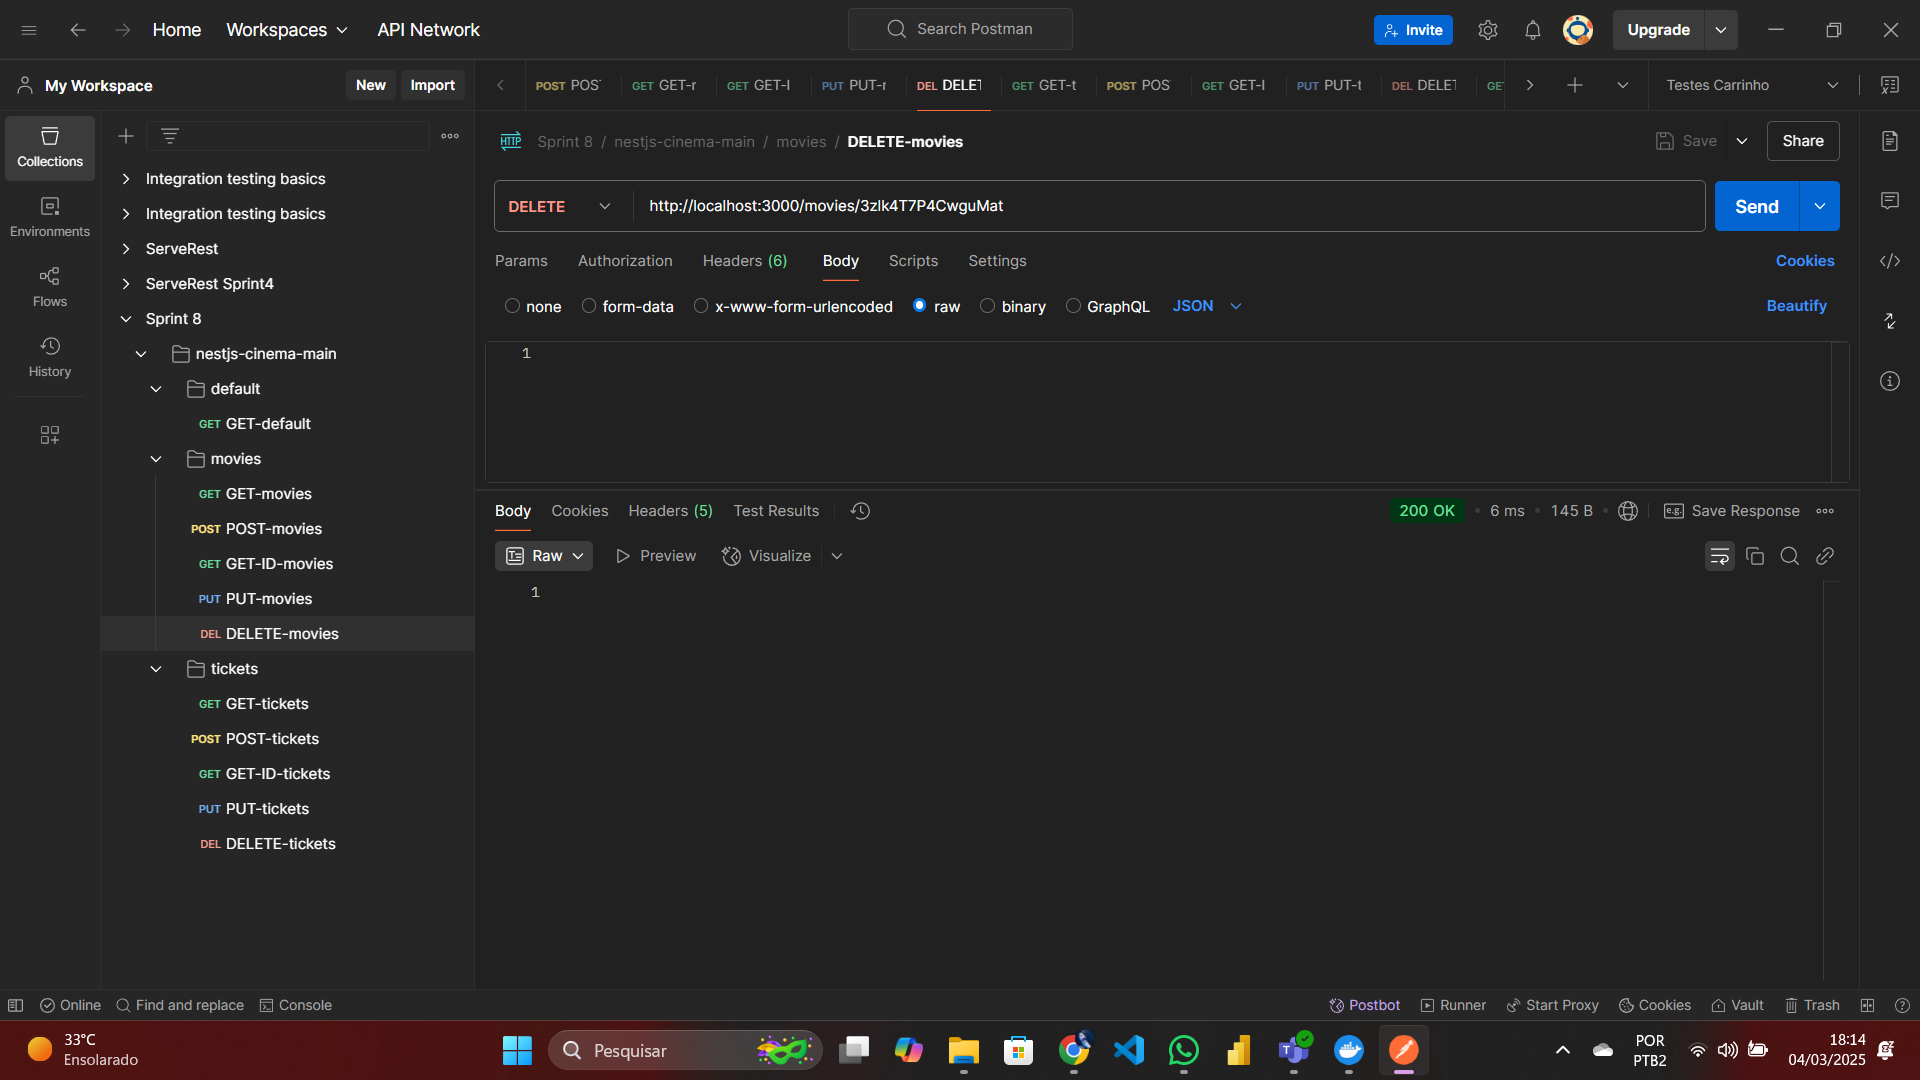 Home
Workspaces
API Network
Search Postman
Invite
Upgrade
My Workspace
New
Import
POST POS
GET GET-r
GET GET-I
PUT PUT-r
DEL DELET
GET GET-t
POST POS
GET GET-I
PUT PUT-t
DEL DELET
GE
Testes Carrinho
Collections
Environments
Flows
History
Integration testing basics
Integration testing basics
ServeRest
ServeRest Sprint4
Sprint 8
nestjs-cinema-main
default
GET GET-default
movies
GET GET-movies
POST POST-movies
GET GET-ID-movies
PUT PUT-movies
DEL DELETE-movies
tickets
GET GET-tickets
POST POST-tickets
GET GET-ID-tickets
PUT PUT-tickets
DEL DELETE-tickets
HTTP Sprint 8 / nestjs-cinema-main / movies / DELETE-movies
Save
Share
DELETE http://localhost:3000/movies/3zlk4T7P4CwguMat
Send
Params Authorization Headers (6) Body Scripts Settings
Cookies
none form-data x-www-form-urlencoded raw binary GraphQL JSON
Beautify
1
Body Cookies Headers (5) Test Results
200 OK • 6 ms • 145 B •
e.g. Save Response
Raw Preview Visualize
1
Online Find and replace Console
Postbot Runner Start Proxy Cookies Vault Trash
33°C
Ensolarado
Pesquisar
POR
PTB2
18:14
04/03/2025